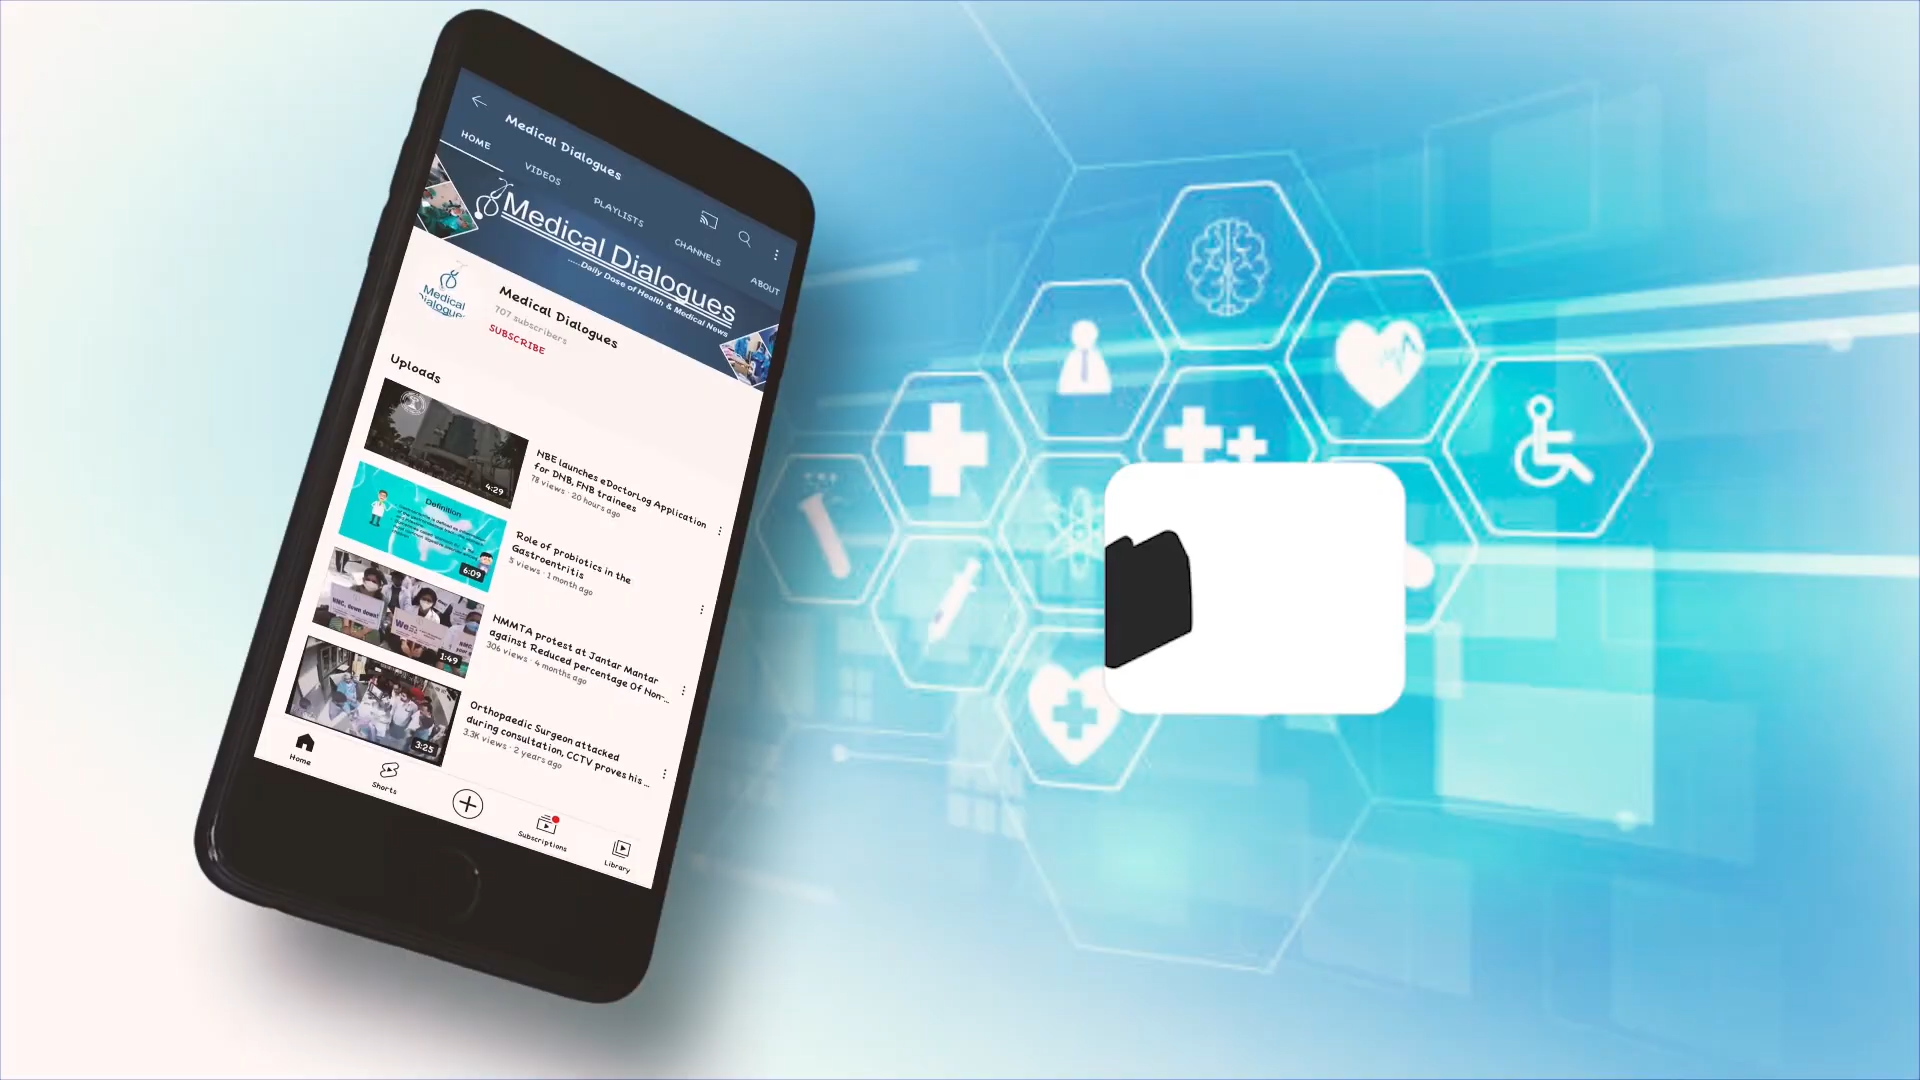 Medical Dialogues
HOME
VIDEOS
PLAYLISTS
CHANNELS
ABOUT
Medical Dialogues
.....Daily Dose of Health & Medical News
Medical
Medical Dialogues
707 subscribers
SUBSCRIBE
Uploads
4:29
NBE launches eDoctorLog Application
for DNB, FNB trainees
78 views · 20 hours ago
Definition
6:09
Role of probiotics in the
Gastroentritis
5 views · 1 month ago
We
1:49
NMMTA protest at Jantar Mantar
against Reduced percentage Of Non-...
306 views · 4 months ago
3:25
Orthopaedic Surgeon attacked
during consultation, CCTV proves his ...
3.3K views · 2 years ago
Home
Shorts
Subscriptions
Library